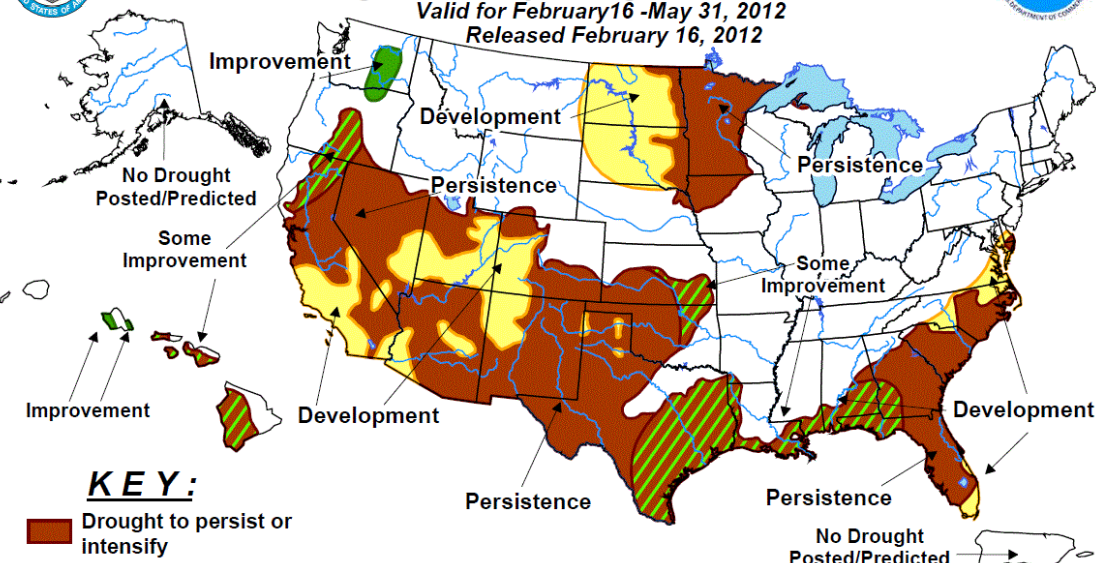 Valid for February16 -May 31, 2012
Released February 16, 2012
Improvement
Development
Persistence
No Drought
Posted/Predicted
Persistence
Some
Improvement
Some
Improvement
Improvement
Development
Development
Persistence
Persistence
KEY:
Drought to persist or
intensify
No Drought
Posted/Predicted